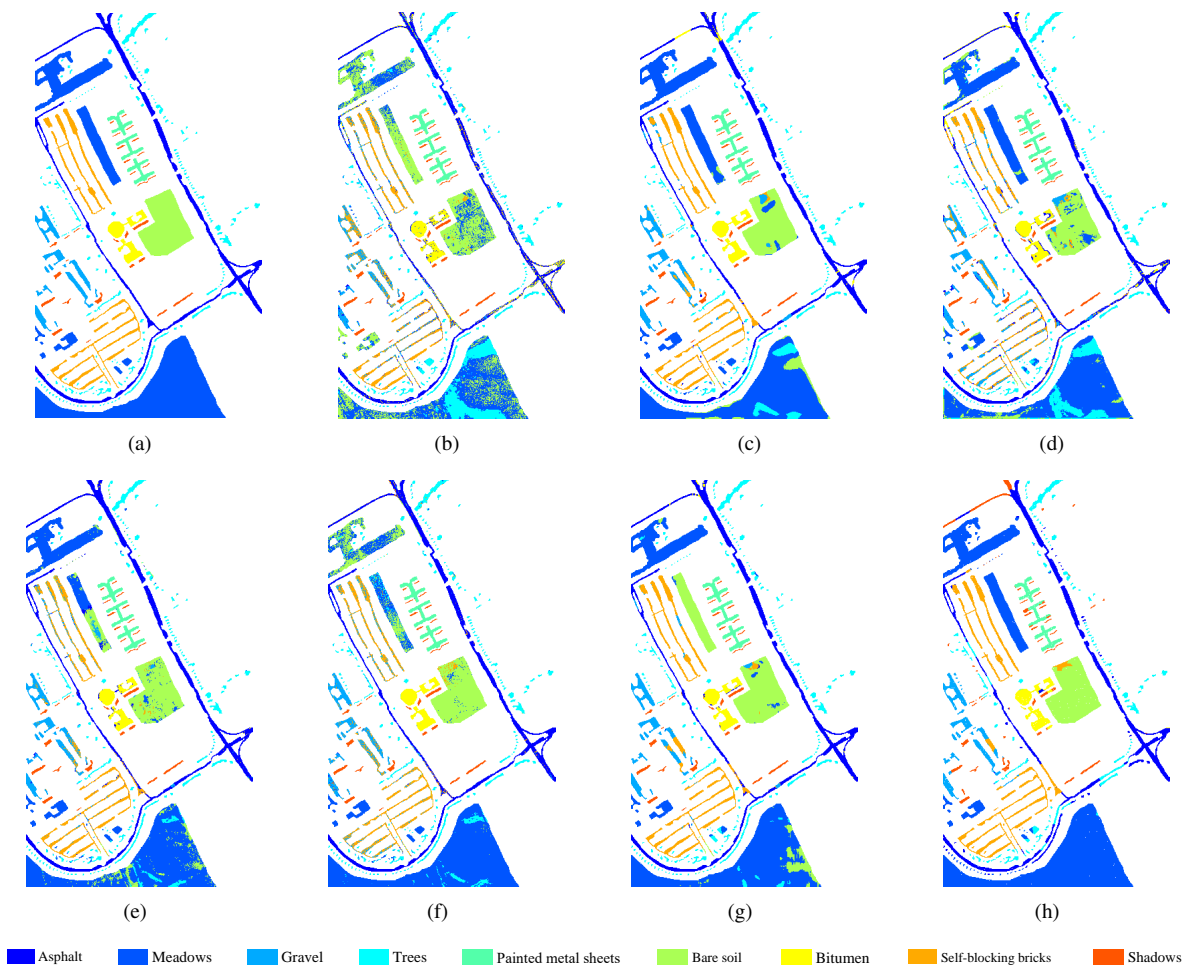 (a) (b) (c) (d)
(e) (f) (g) (h)
Asphalt Meadows Gravel Trees Painted metal sheets Bare soil Bitumen Self-blocking bricks Shadows